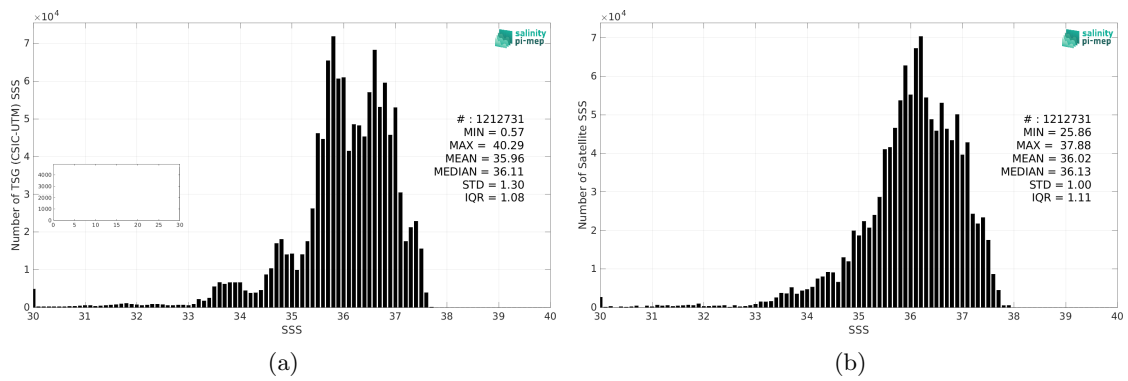 ×10⁴
7
6
5
4
3
2
1
0
Number of TSG (CSIC-UTM) SSS
30 31 32 33 34 35 36 37 38 39 40
SSS
salinity
pi-mep
# : 1212731
MIN = 0.57
MAX = 40.29
MEAN = 35.96
MEDIAN = 36.11
STD = 1.30
IQR = 1.08
4000
3000
2000
1000
0
0 5 10 15 20 25 30
(a)
×10⁴
7
6
5
4
3
2
1
0
Number of Satellite SSS
30 31 32 33 34 35 36 37 38 39 40
SSS
salinity
pi-mep
# : 1212731
MIN = 25.86
MAX = 37.88
MEAN = 36.02
MEDIAN = 36.13
STD = 1.00
IQR = 1.11
(b)